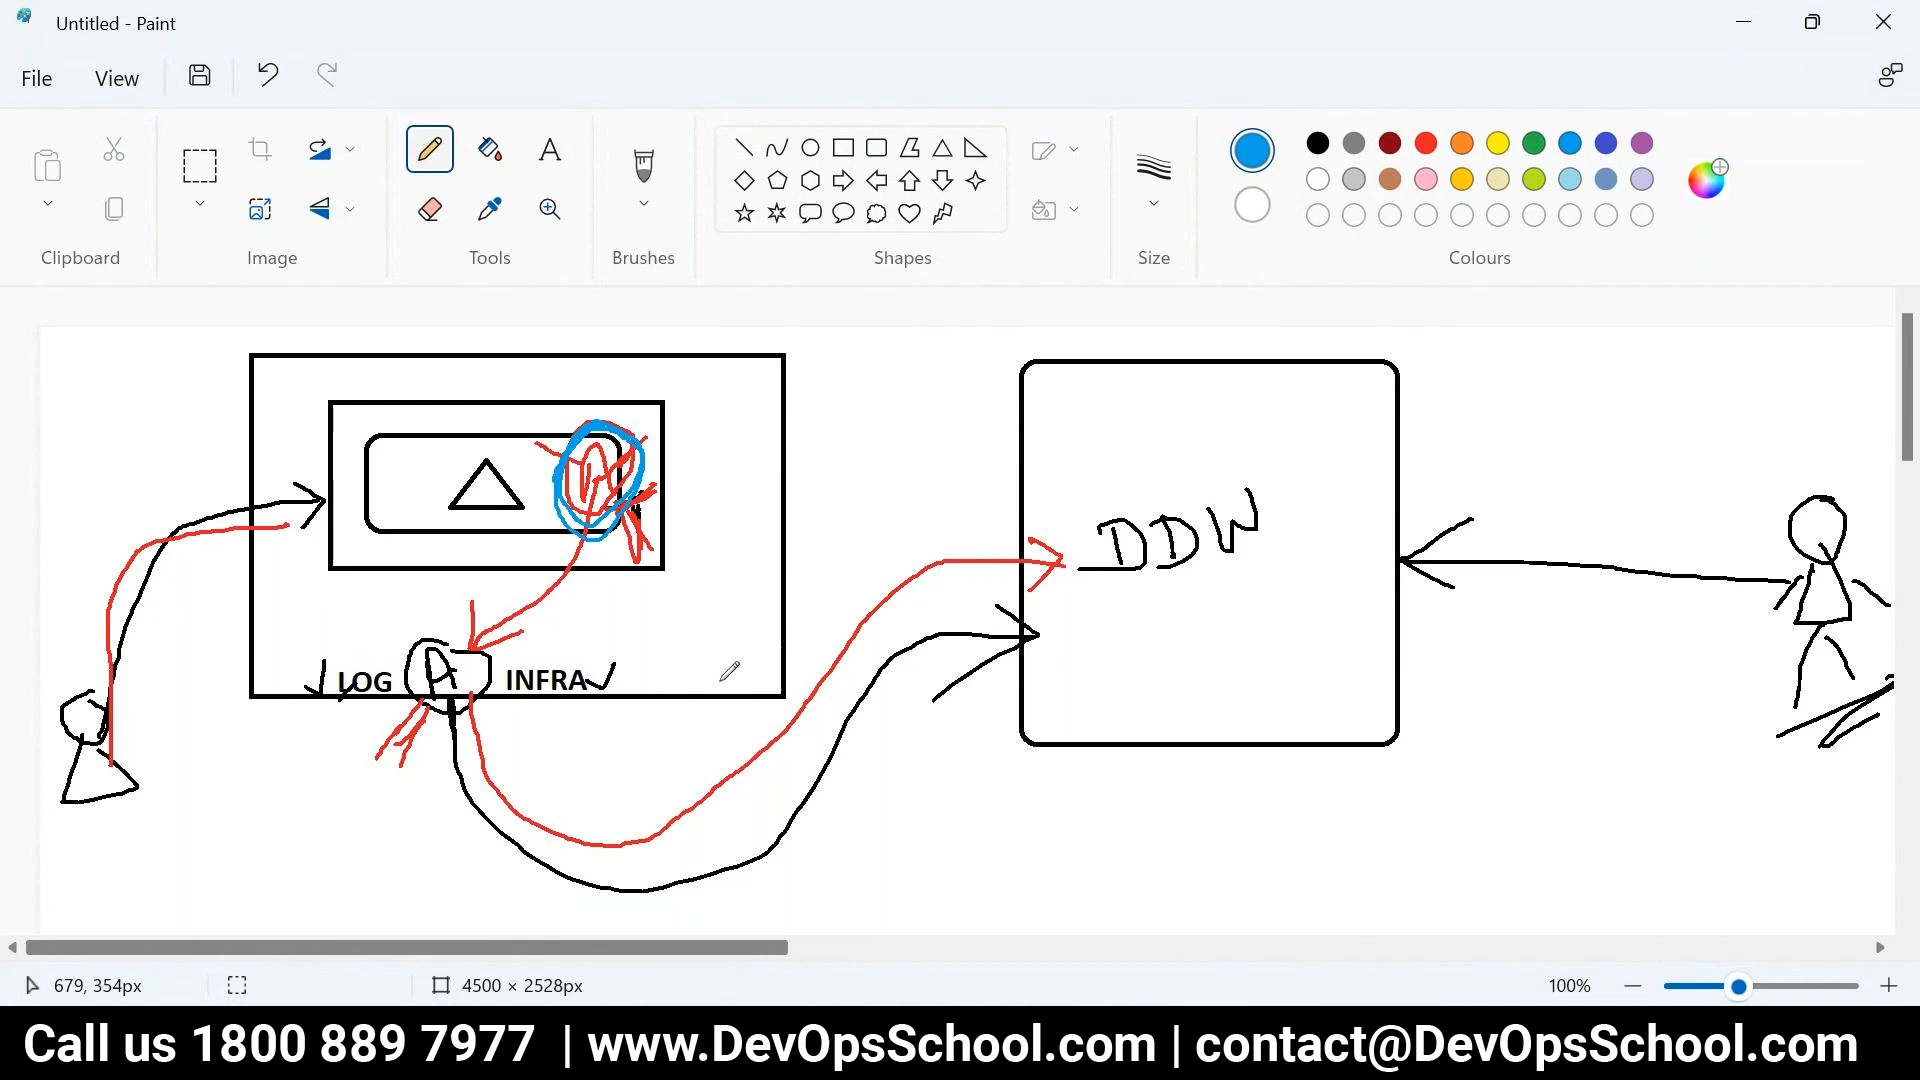 Untitled - Paint
File View
Clipboard Image Tools Brushes Shapes Size Colours
DDW
LOG A INFRA
679, 354px 4500 × 2528px 100%
Call us 1800 889 7977 | www.DevOpsSchool.com | contact@DevOpsSchool.com